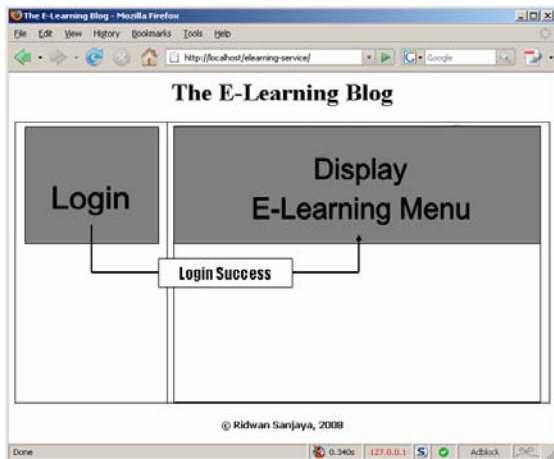 The E-Learning Blog - Mozilla Firefox
File Edit View History Bookmarks Tools Help
http://localhost/elearning-service/
Google
The E-Learning Blog
Login
Display
E-Learning Menu
Login Success
© Ridwan Sanjaya, 2008
Done 0.340s 127.0.0.1 S Adblock